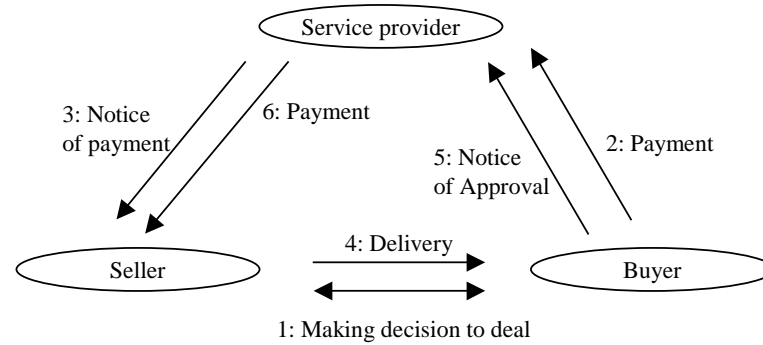 Service provider
3: Notice
of payment
6: Payment
5: Notice
of Approval
2: Payment
4: Delivery
Seller
Buyer
1: Making decision to deal